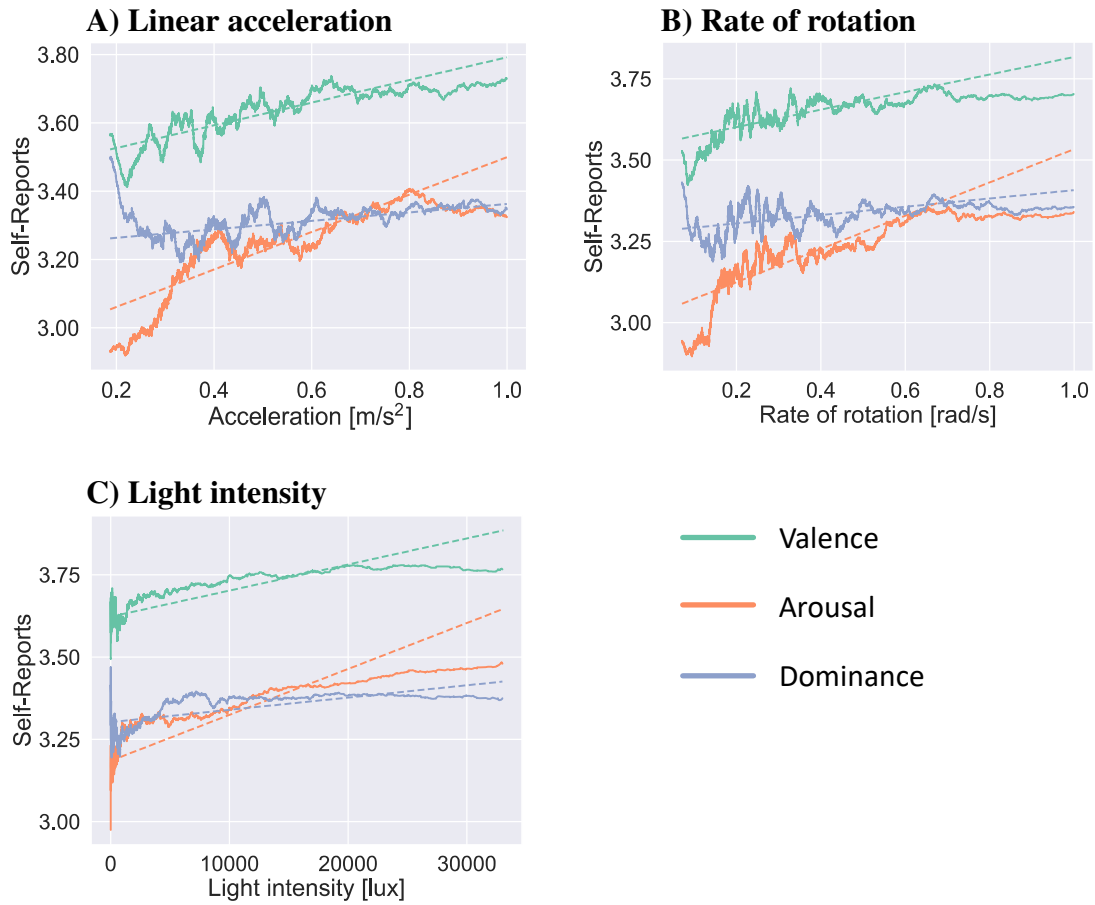 A) Linear acceleration
3.80
3.60
3.40
3.20
3.00
Self-Reports
0.2 0.4 0.6 0.8 1.0
Acceleration [m/s²]
B) Rate of rotation
3.75
3.50
3.25
3.00
Self-Reports
0.2 0.4 0.6 0.8 1.0
Rate of rotation [rad/s]
C) Light intensity
3.75
3.50
3.25
3.00
Self-Reports
0 10000 20000 30000
Light intensity [lux]
Valence
Arousal
Dominance